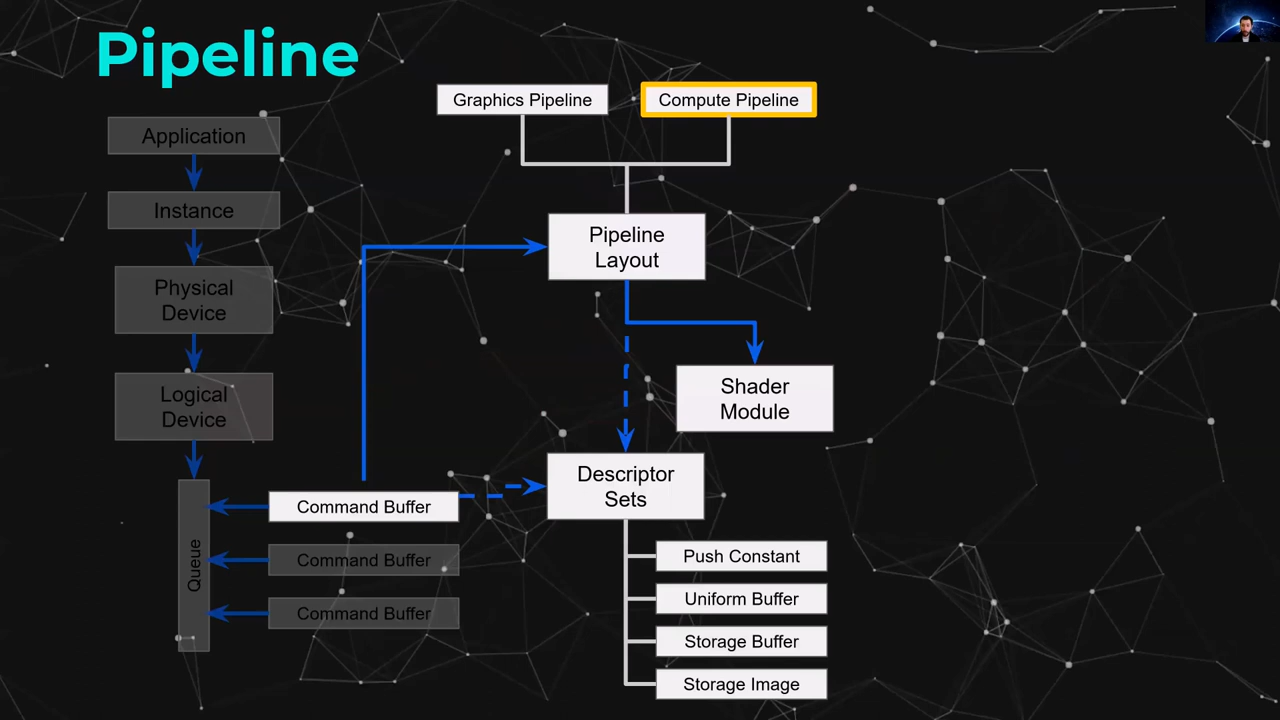 Pipeline
Application
Instance
Physical
Device
Logical
Device
Queue
Command Buffer
Command Buffer
Command Buffer
Graphics Pipeline
Compute Pipeline
Pipeline
Layout
Shader
Module
Descriptor
Sets
Push Constant
Uniform Buffer
Storage Buffer
Storage Image